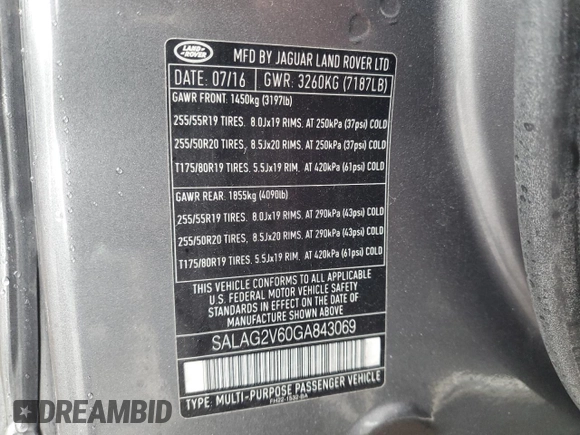 LAND
ROVER
MFD BY JAGUAR LAND ROVER LTD
DATE: 07/16 GWR: 3260KG (7187LB)
GAWR FRONT: 1450kg (3197lb)
255/55R19 TIRES. 8.0Jx19 RIMS. AT 250kPa (37psi) COLD
255/50R20 TIRES, 8.5Jx20 RIMS. AT 250kPa (37psi) COLD
T175/80R19 TIRES. 5.5Jx19 RIM. AT 420kPa (61psi) COLD
GAWR REAR. 1855kg (4090lb)
255/55R19 TIRES. 8.0Jx19 RIMS. AT 290kPa (43psi) COLD
255/50R20 TIRES, 8.5Jx20 RIMS. AT 290kPa (43psi) COLD
T175/80R19 TIRES. 5.5Jx19 RIM. AT 420kPa (61psi) COLD
THIS VEHICLE CONFORMS TO ALL APPLICABLE
U.S. FEDERAL MOTOR VEHICLE SAFETY
STANDARDS IN EFFECT ON THE DATE OF
MANUFACTURE SHOWN ABOVE.
SALAG2V60GA843069
TYPE: MULTI-PURPOSE PASSENGER VEHICLE
FH22-1532-BA
DREAMBID